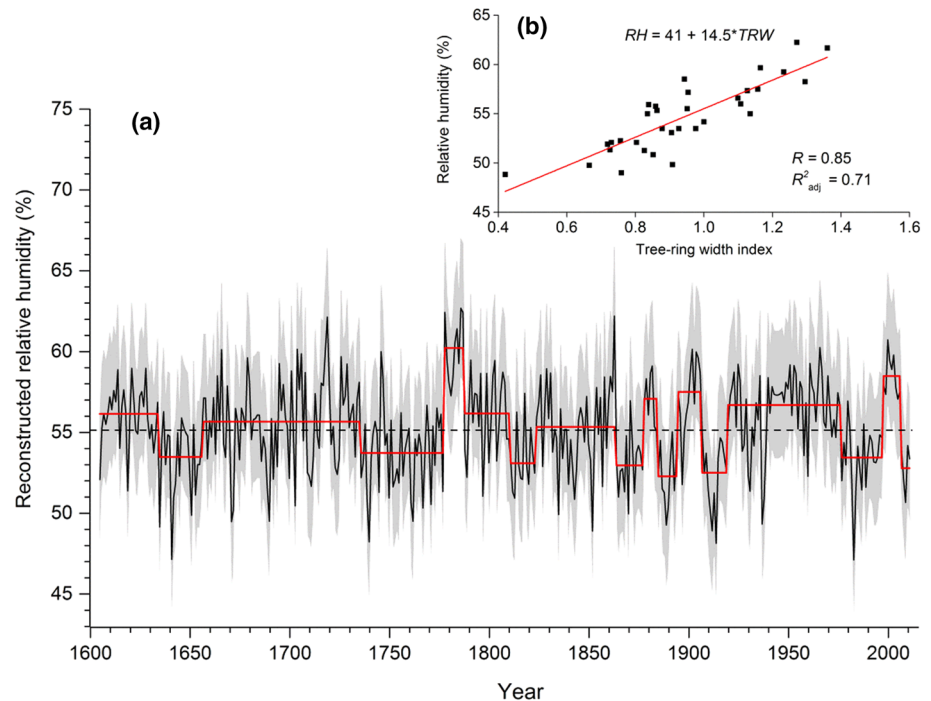 (b)
RH = 41 + 14.5*TRW
65
60
55
50
45
Relative humidity (%)
R = 0.85
R²adj = 0.71
0.4 0.6 0.8 1.0 1.2 1.4 1.6
Tree-ring width index
(a)
75
70
65
60
55
50
45
Reconstructed relative humidity (%)
1600 1650 1700 1750 1800 1850 1900 1950 2000
Year